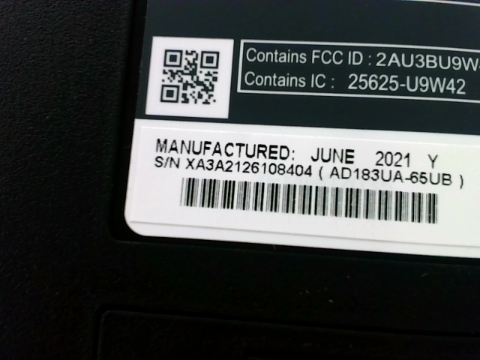 Contains FCC ID : 2AU3BU9W
Contains IC : 25625-U9W42
MANUFACTURED: JUNE 2021 Y
S/N XA3A2126108404 ( AD183UA-65UB )